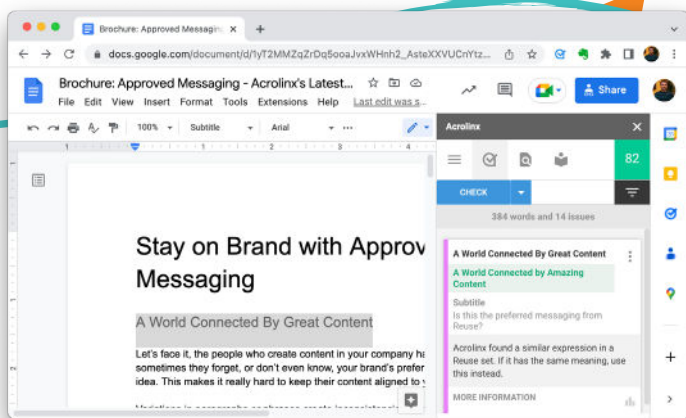 Brochure: Approved Messagin
docs.google.com/document/d/1yT2MMZqZrDq5ooaJvxWHnh2_AsteXXVUCnYtz...
Brochure: Approved Messaging - Acrolinx's Latest...
File Edit View Insert Format Tools Extensions Help Last edit was s...
Share
100% Subtitle Arial
Acrolinx
82
CHECK
384 words and 14 issues
Stay on Brand with Approv
Messaging
A World Connected By Great Content
Let's face it, the people who create content in your company ha
sometimes they forget, or don't even know, your brand's prefer
idea. This makes it really hard to keep their content aligned to y
A World Connected By Great Content
A World Connected by Amazing
Content
Subtitle
Is this the preferred messaging from
Reuse?
Acrolinx found a similar expression in a
Reuse set. If it has the same meaning, use
this instead.
MORE INFORMATION